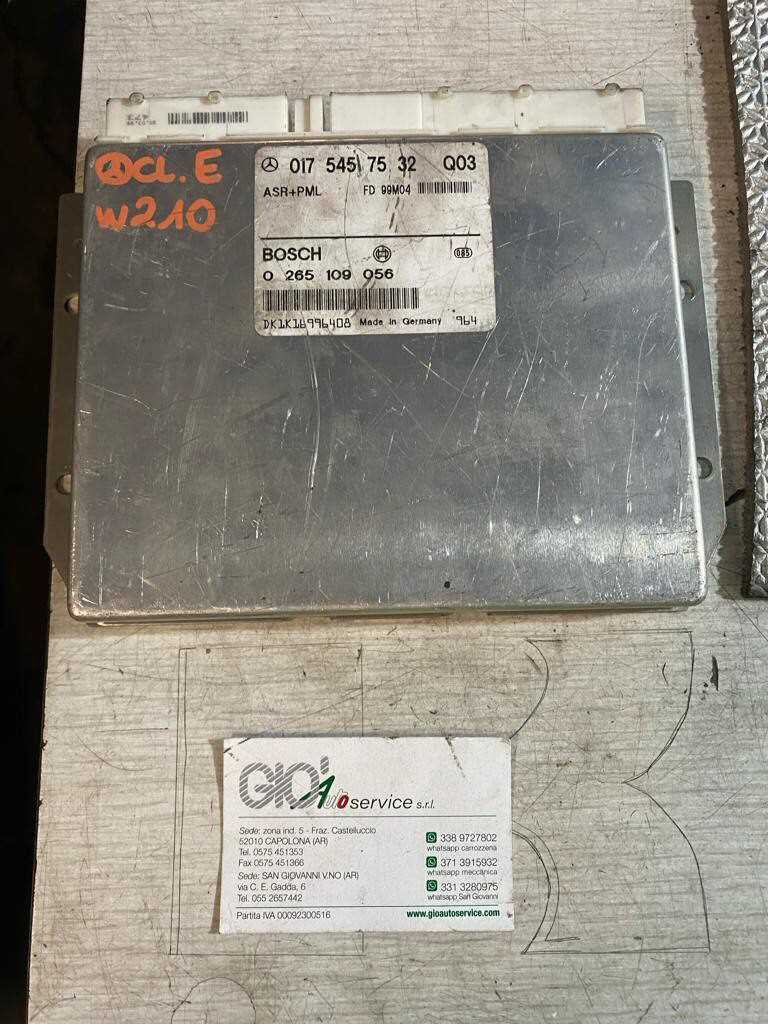 CL. E
W210
017 545 75 32 Q03
ASR+PML FD 99M04
BOSCH 085
0 265 109 056
DK1K16996408 Made in Germany 964
GIO' Auto service s.r.l.
Sede: zona ind. 5 - Fraz. Castelluccio
52010 CAPOLONA (AR)
Tel. 0575 451353
Fax 0575 451366
Sede: SAN GIOVANNI V.NO (AR)
via C. E. Gadda, 6
Tel. 055 2657442
Partita IVA 00092300516
338 9727802
whatsapp carrozzeria
371 3915932
whatsapp meccanica
331 3280975
whatsapp San Giovanni
www.gioautoservice.com